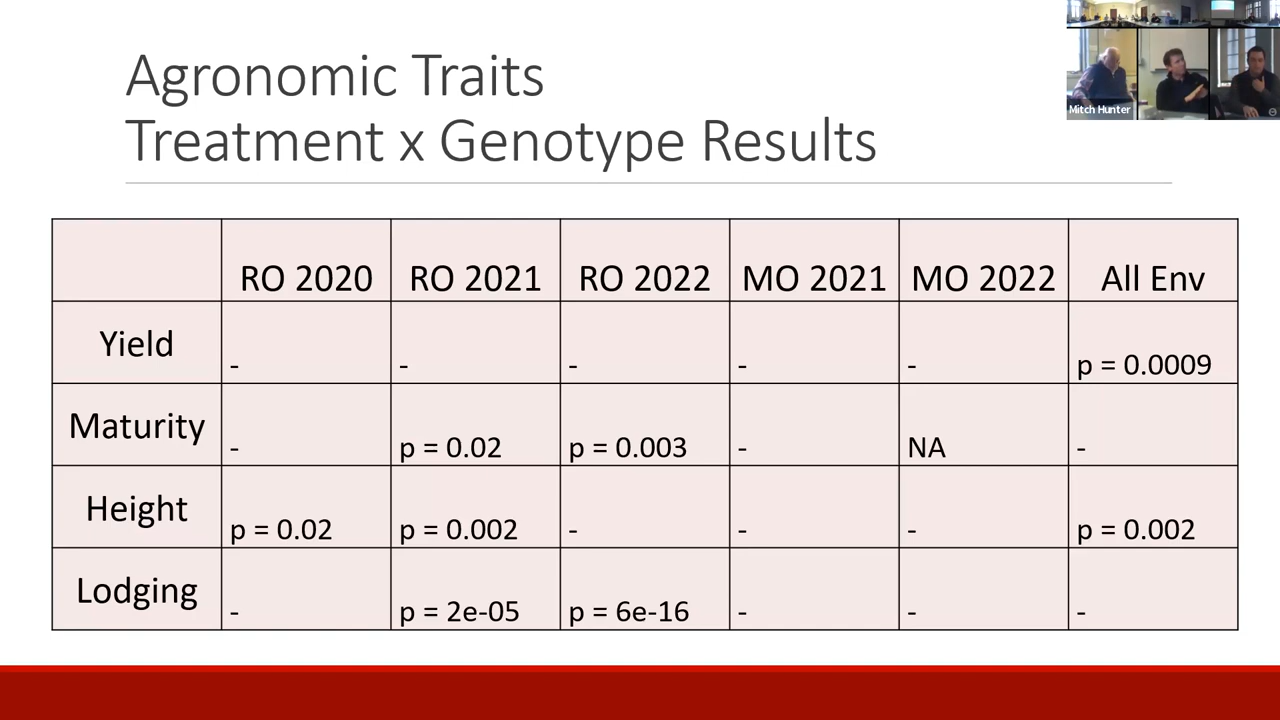 Agronomic Traits
Treatment x Genotype Results
Mitch Hunter
RO 2020 RO 2021 RO 2022 MO 2021 MO 2022 All Env
Yield - - - - - p = 0.0009
Maturity - p = 0.02 p = 0.003 - NA -
Height p = 0.02 p = 0.002 - - - p = 0.002
Lodging - p = 2e-05 p = 6e-16 - - -